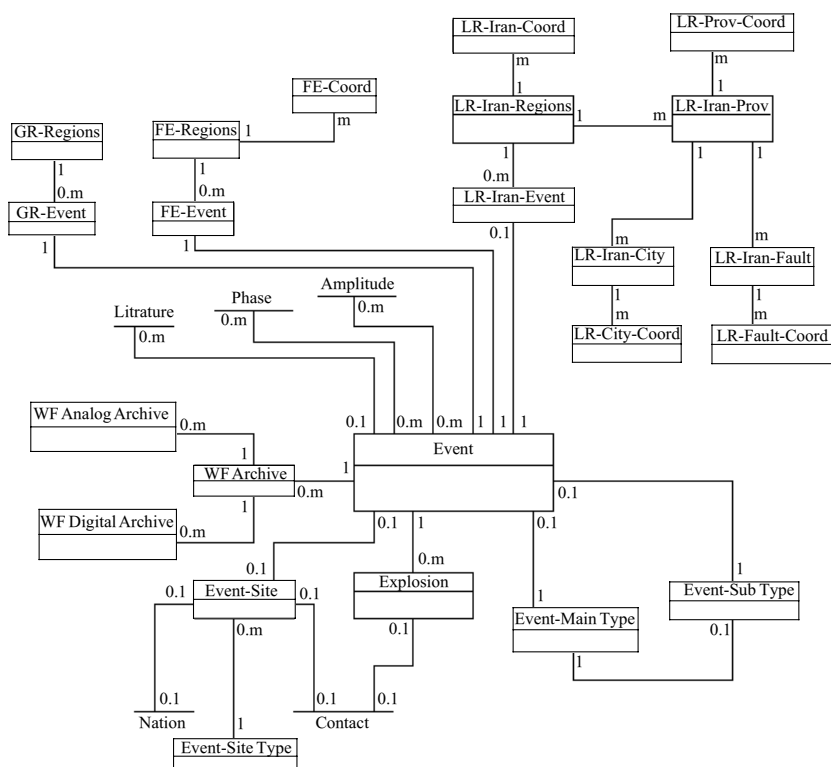 LR-Iran-Coord
LR-Prov-Coord
m
m
FE-Coord
1
1
LR-Iran-Regions
LR-Iran-Prov
GR-Regions
FE-Regions
1
m
1
m
1
1
1
1
1
0.m
0.m
0.m
LR-Iran-Event
GR-Event
FE-Event
0.1
1
1
m
m
LR-Iran-City
LR-Iran-Fault
Amplitude
Phase
Litrature
0.m
0.m
0.m
1
1
m
m
LR-City-Coord
LR-Fault-Coord
WF Analog Archive
0.m
0.1
0.m
0.m
1
1
1
1
Event
WF Archive
1
0.m
0.1
1
WF Digital Archive
0.m
0.1
1
0.1
0.1
0.m
1
0.1
Event-Site
0.1
Explosion
Event-Sub Type
1
0.m
0.1
Event-Main Type
0.1
1
0.1
0.1
0.1
Nation
1
Contact
Event-Site Type